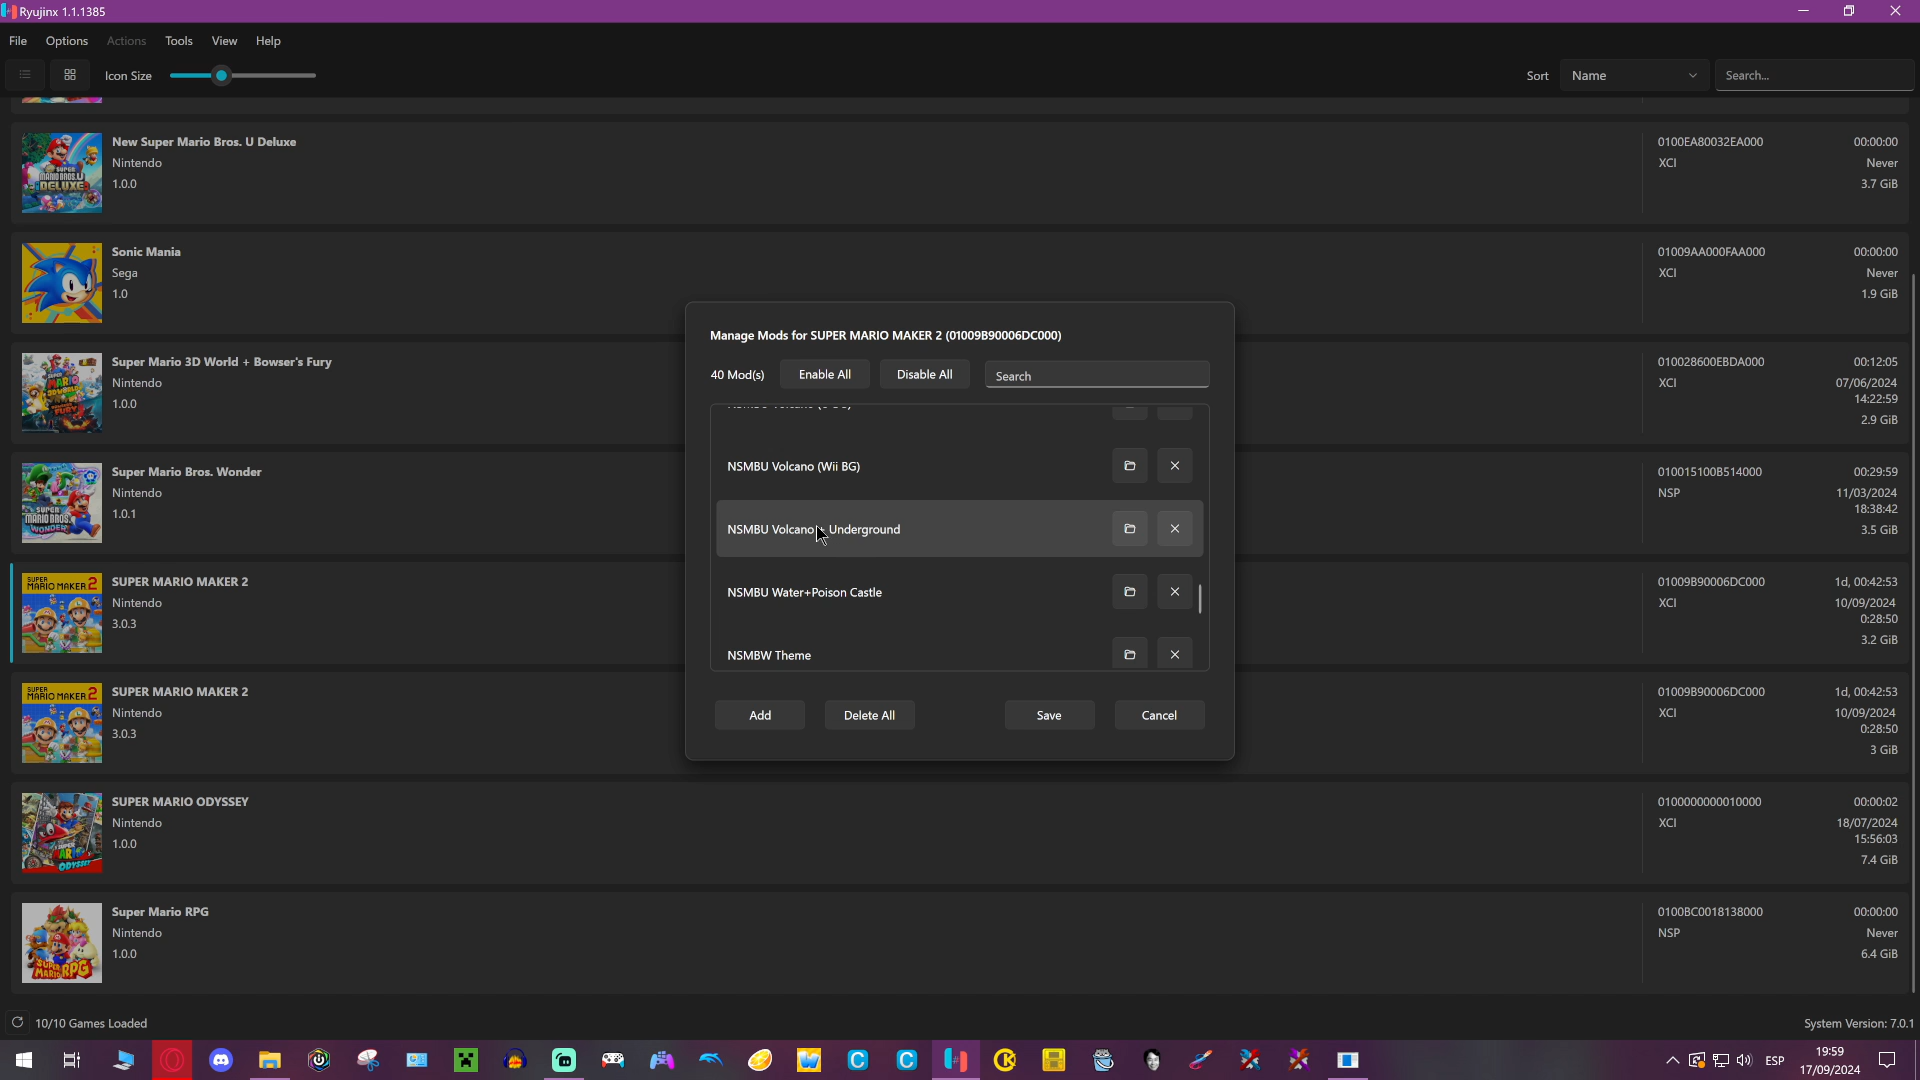 Ryujinx 1.1.1385
File Options Actions Tools View Help
Icon Size
Sort Name Search...
New Super Mario Bros. U Deluxe
Nintendo
1.0.0
0100EA80032EA000 00:00:00
XCI Never
3.7 GiB
Sonic Mania
Sega
1.0
01009AA000FAA000 00:00:00
XCI Never
1.9 GiB
Super Mario 3D World + Bowser's Fury
Nintendo
1.0.0
010028600EBDA000 00:12:05
XCI 07/06/2024
14:22:59
2.9 GiB
Super Mario Bros. Wonder
Nintendo
1.0.1
010015100B514000 00:29:59
NSP 11/03/2024
18:38:42
3.5 GiB
SUPER MARIO MAKER 2
Nintendo
3.0.3
01009B90006DC000 1d, 00:42:53
XCI 10/09/2024
0:28:50
3.2 GiB
SUPER MARIO MAKER 2
Nintendo
3.0.3
01009B90006DC000 1d, 00:42:53
XCI 10/09/2024
0:28:50
3 GiB
SUPER MARIO ODYSSEY
Nintendo
1.0.0
0100000000010000 00:00:02
XCI 18/07/2024
15:56:03
7.4 GiB
Super Mario RPG
Nintendo
1.0.0
0100BC0018138000 00:00:00
NSP Never
6.4 GiB
Manage Mods for SUPER MARIO MAKER 2 (01009B90006DC000)
40 Mod(s) Enable All Disable All Search
NSMBU Volcano (Wii BG)
NSMBU Volcano + Underground
NSMBU Water+Poison Castle
NSMBW Theme
Add Delete All Save Cancel
10/10 Games Loaded
System Version: 7.0.1
ESP
19:59
17/09/2024